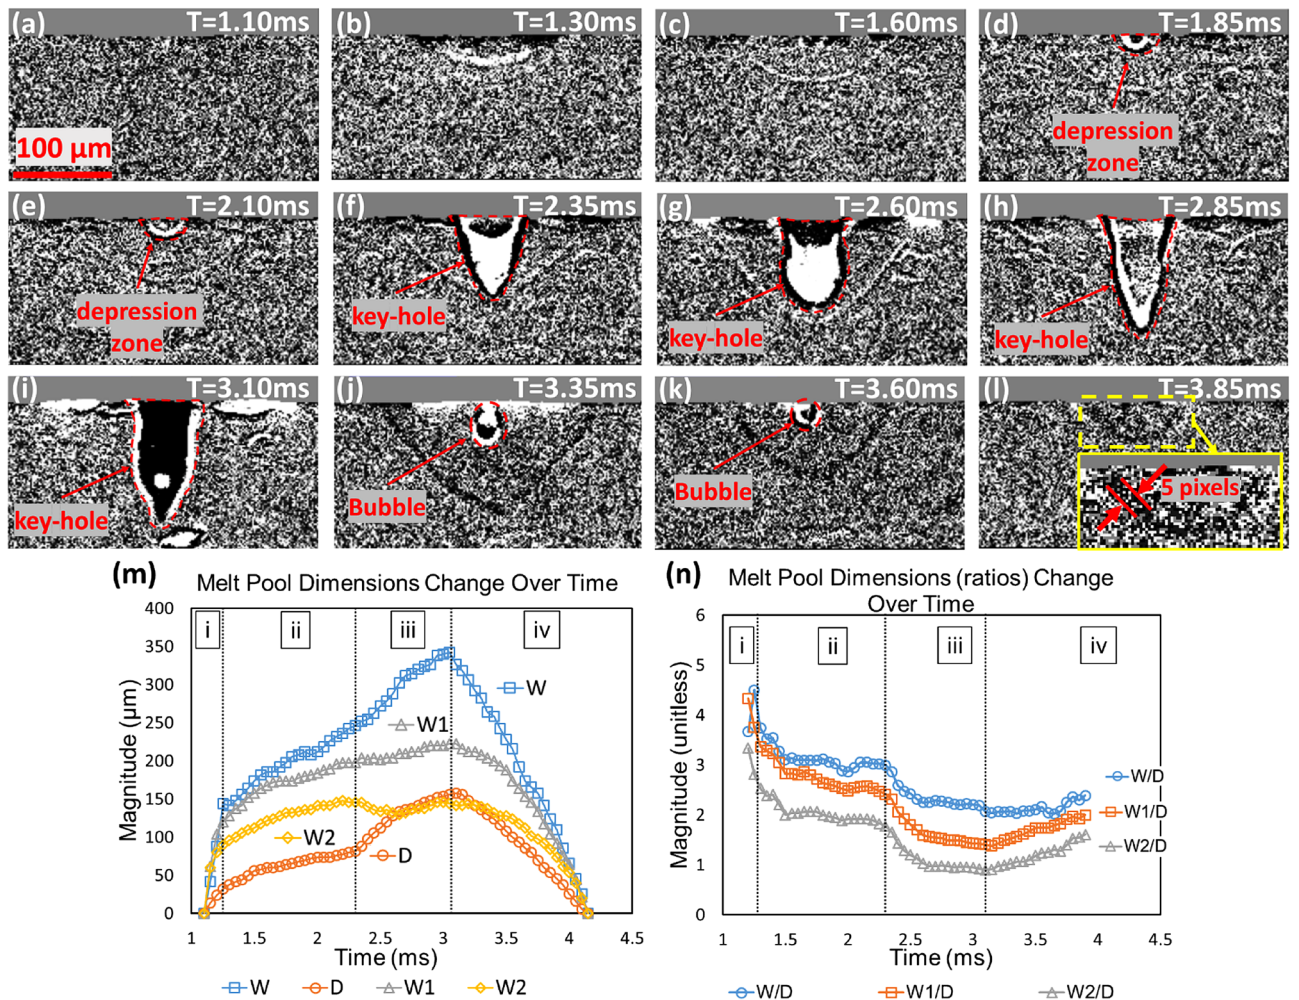 (a) T=1.10ms
(b) T=1.30ms
(c) T=1.60ms
(d) T=1.85ms
100 µm
depression
zone
(e) T=2.10ms
(f) T=2.35ms
(g) T=2.60ms
(h) T=2.85ms
depression
zone
key-hole
key-hole
key-hole
(i) T=3.10ms
(j) T=3.35ms
(k) T=3.60ms
(l) T=3.85ms
key-hole
Bubble
Bubble
5 pixels
(m)
Melt Pool Dimensions Change Over Time
400
350
300
250
200
150
100
50
0
Magnitude (µm)
i
ii
iii
iv
W
W1
W2
D
1
1.5
2
2.5
3
3.5
4
4.5
Time (ms)
W
D
W1
W2
(n)
Melt Pool Dimensions (ratios) Change
Over Time
6
5
4
3
2
1
0
Magnitude (unitless)
i
ii
iii
iv
W/D
W1/D
W2/D
1
1.5
2
2.5
3
3.5
4
4.5
Time (ms)
W/D
W1/D
W2/D